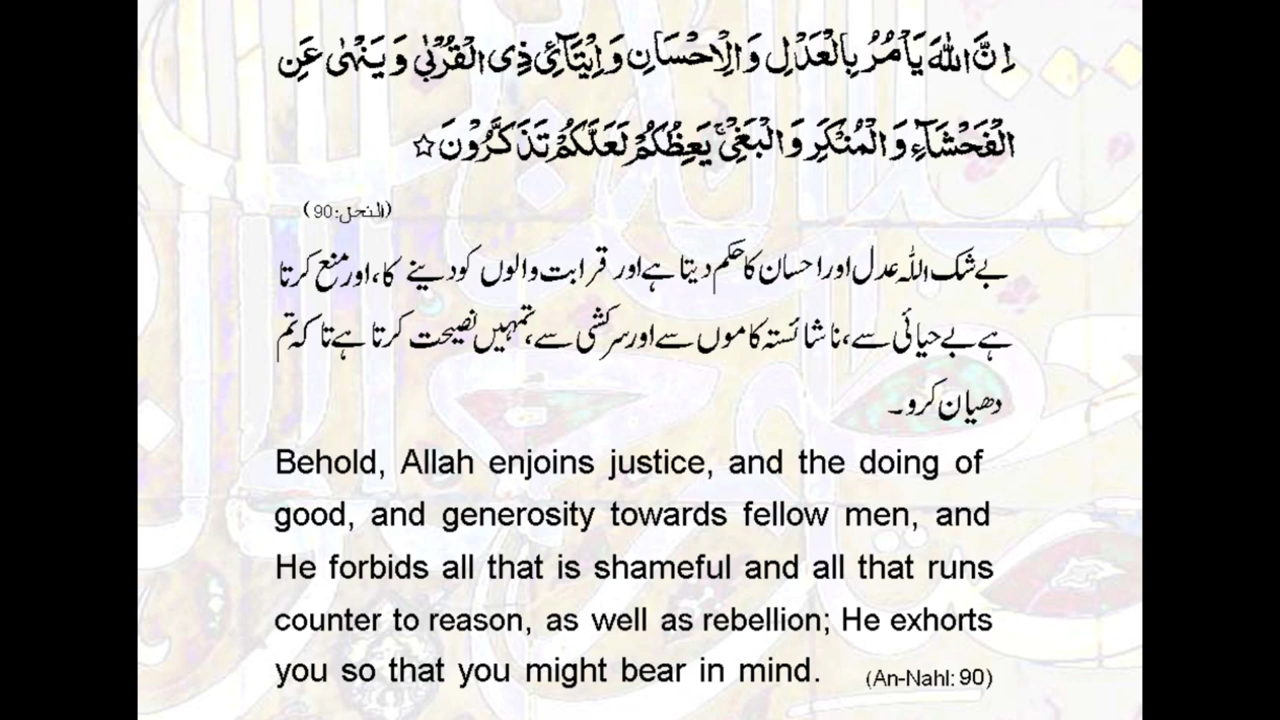 اِنَّ اللّٰهَ يَاْمُرُ بِالْعَدْلِ وَالْاِحْسَانِ وَاِيْتَآئِ ذِى الْقُرْبٰى وَيَنْهٰى عَنِ
الْفَحْشَآءِ وَالْمُنْكَرِ وَالْبَغْىِ ۚ يَعِظُكُمْ لَعَلَّكُمْ تَذَكَّرُوْنَ ☆
(النحل:90)
بے شک اللہ عدل اور احسان کا حکم دیتا ہے اور قرابت والوں کو دینے کا، اور منع کرتا
ہے بے حیائی سے، ناشائستہ کاموں سے اور سرکشی سے، تمہیں نصیحت کرتا ہے تاکہ تم
دھیان کرو۔
Behold, Allah enjoins justice, and the doing of
good, and generosity towards fellow men, and
He forbids all that is shameful and all that runs
counter to reason, as well as rebellion; He exhorts
you so that you might bear in mind. (An-Nahl: 90)